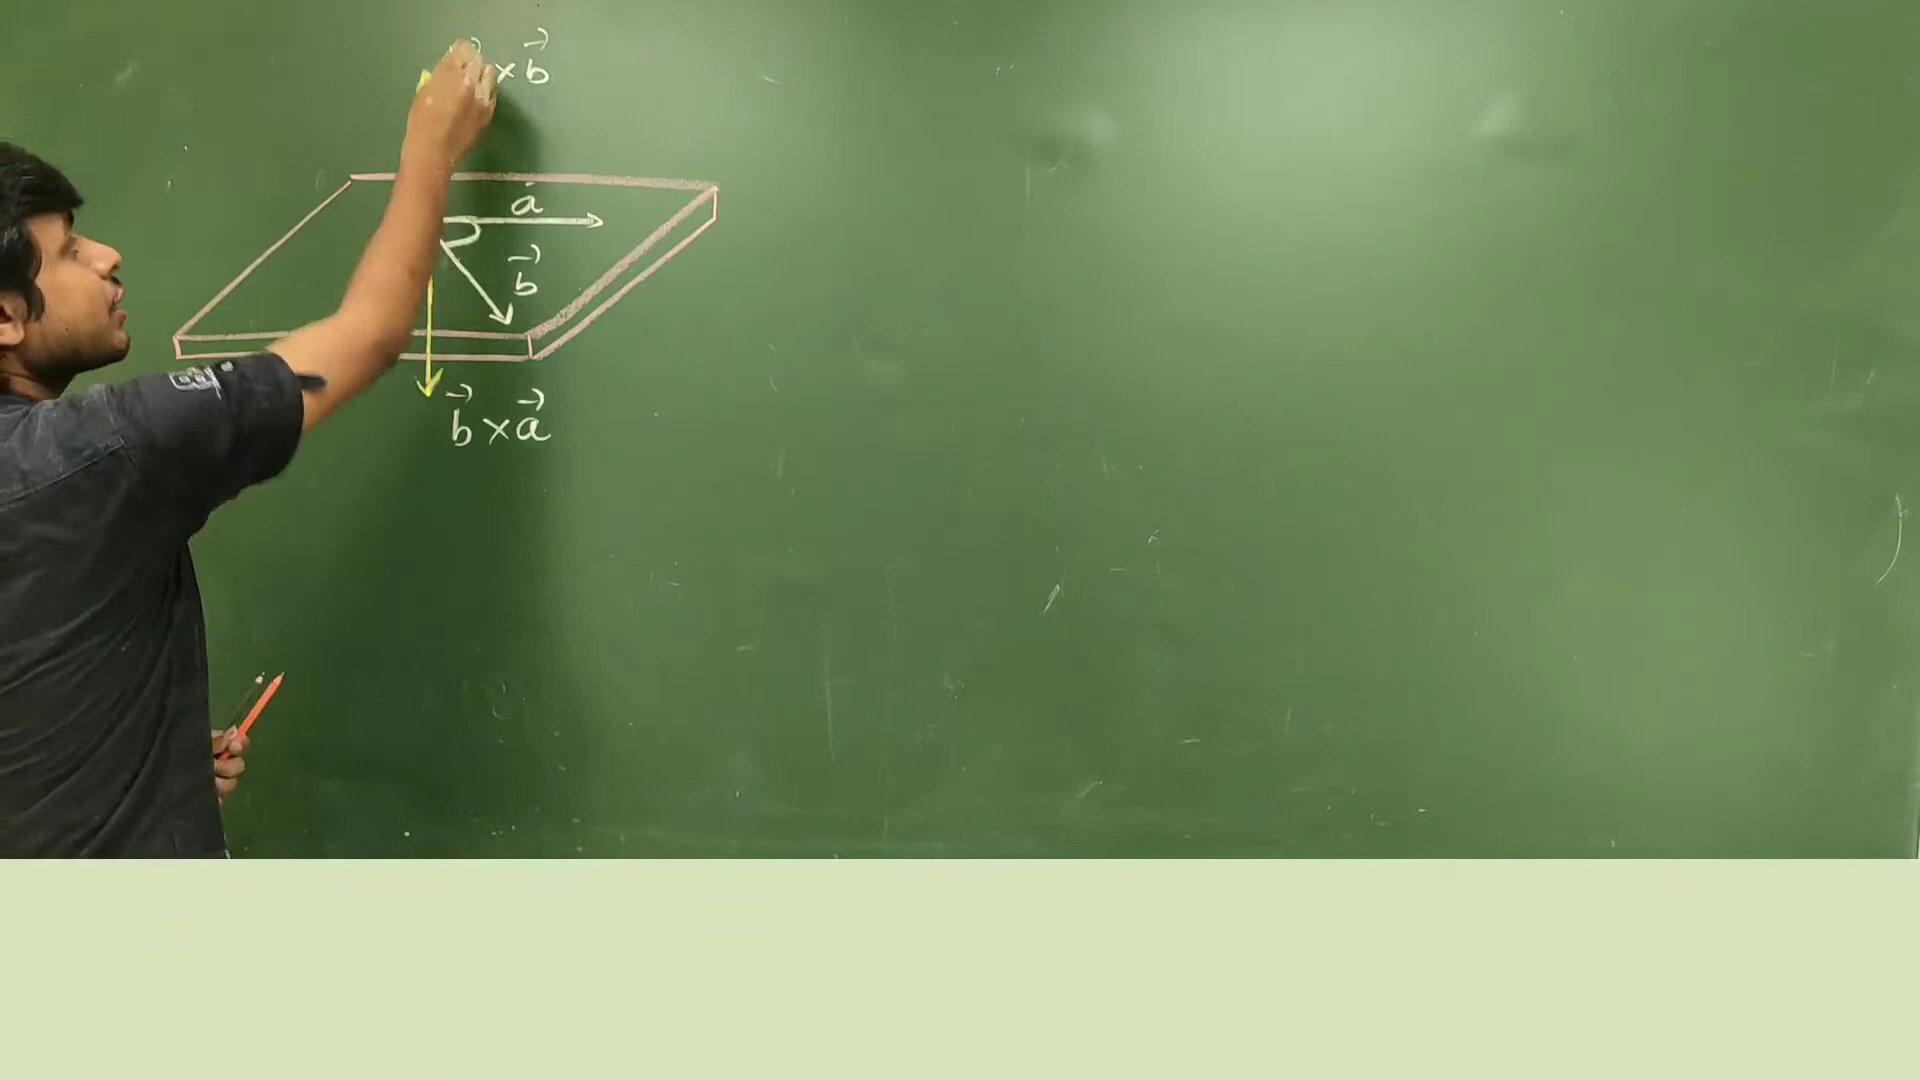 × b⃗
a⃗
b⃗
b⃗ × a⃗